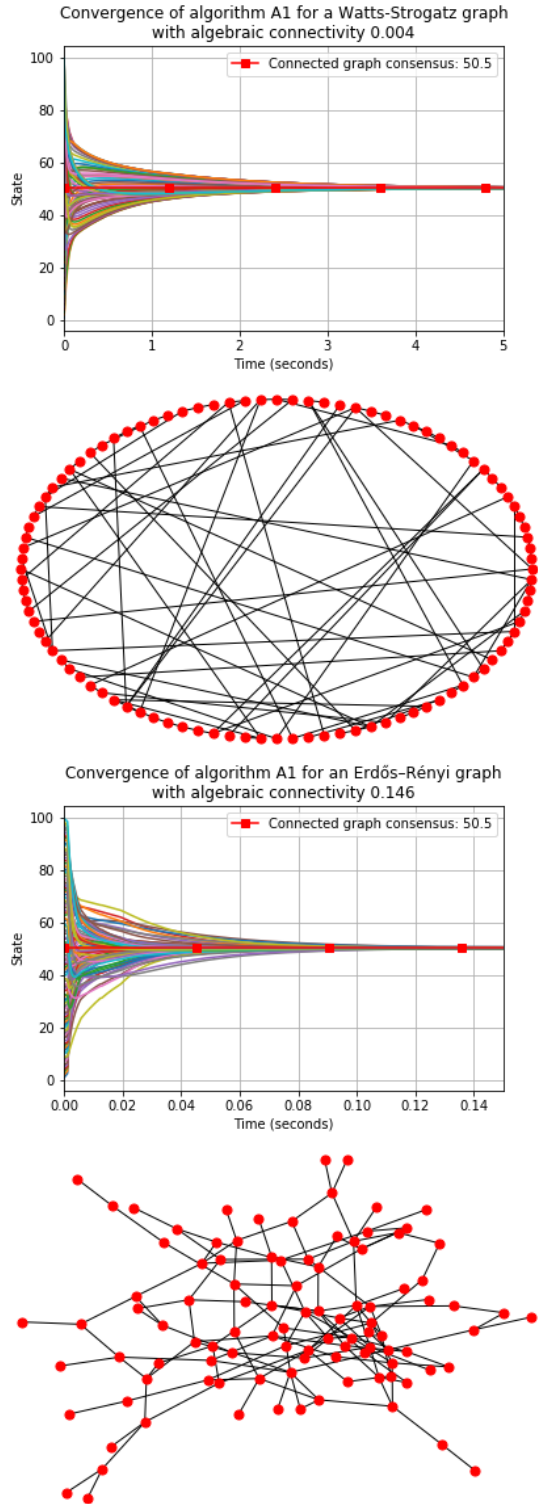 Convergence of algorithm A1 for a Watts-Strogatz graph
with algebraic connectivity 0.004
Connected graph consensus: 50.5
100
80
60
40
20
0
State
0 1 2 3 4 5
Time (seconds)
Convergence of algorithm A1 for an Erdős–Rényi graph
with algebraic connectivity 0.146
Connected graph consensus: 50.5
100
80
60
40
20
0
State
0.00 0.02 0.04 0.06 0.08 0.10 0.12 0.14
Time (seconds)